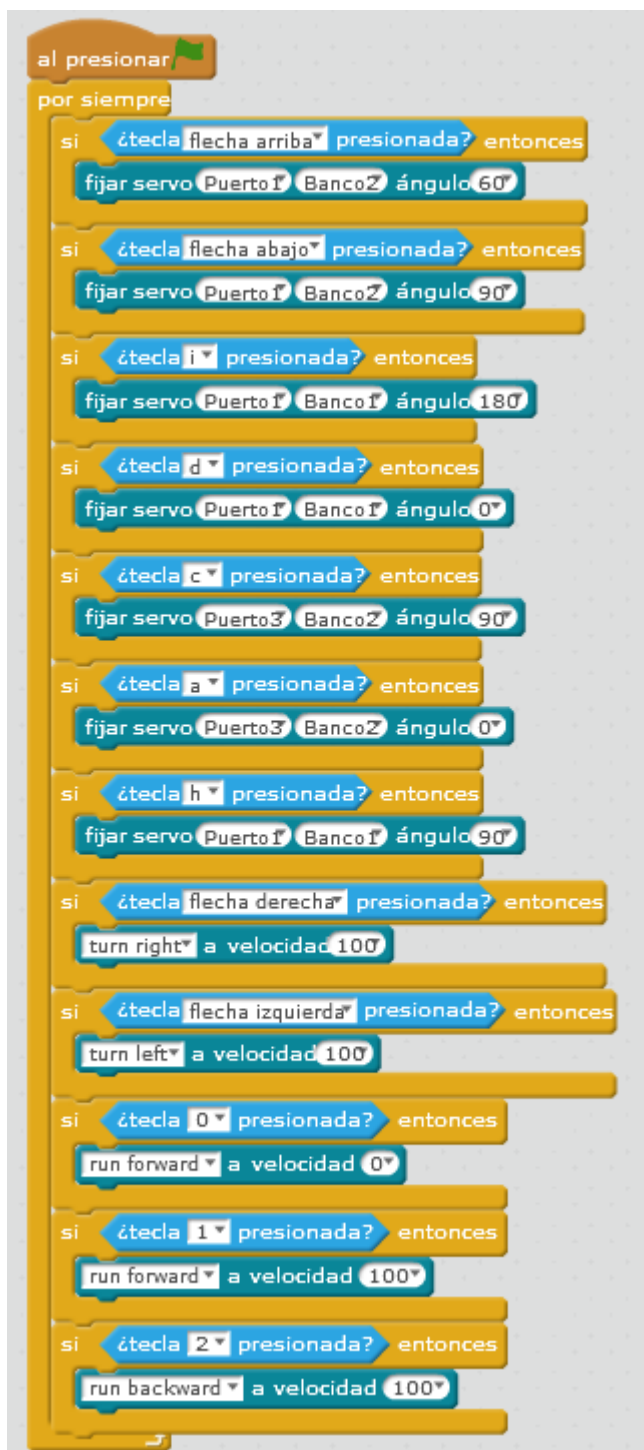 al presionar
por siempre
si ¿tecla flecha arriba presionada? entonces
fijar servo Puerto1 Banco2 ángulo 60
si ¿tecla flecha abajo presionada? entonces
fijar servo Puerto1 Banco2 ángulo 90
si ¿tecla i presionada? entonces
fijar servo Puerto1 Banco1 ángulo 180
si ¿tecla d presionada? entonces
fijar servo Puerto1 Banco1 ángulo 0
si ¿tecla c presionada? entonces
fijar servo Puerto3 Banco2 ángulo 90
si ¿tecla a presionada? entonces
fijar servo Puerto3 Banco2 ángulo 0
si ¿tecla h presionada? entonces
fijar servo Puerto1 Banco1 ángulo 90
si ¿tecla flecha derecha presionada? entonces
turn right a velocidad 100
si ¿tecla flecha izquierda presionada? entonces
turn left a velocidad 100
si ¿tecla 0 presionada? entonces
run forward a velocidad 0
si ¿tecla 1 presionada? entonces
run forward a velocidad 100
si ¿tecla 2 presionada? entonces
run backward a velocidad 100